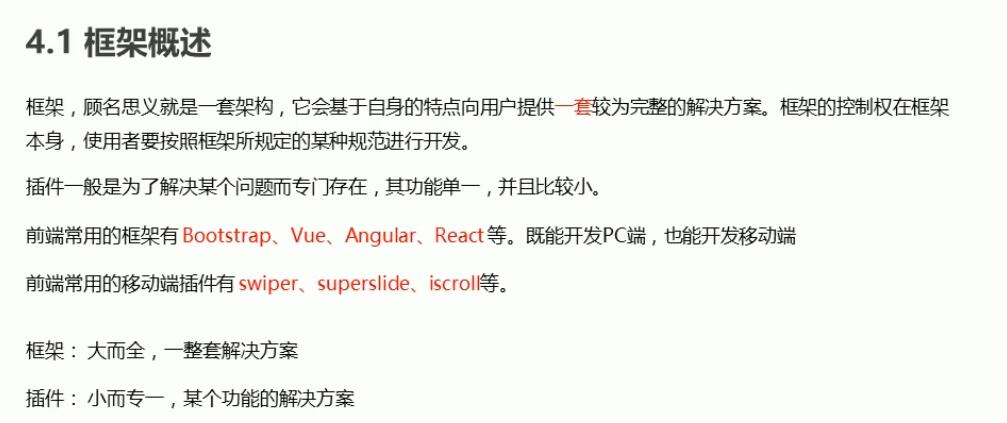 4.1 框架概述
框架，顾名思义就是一套架构，它会基于自身的特点向用户提供一套较为完整的解决方案。框架的控制权在框架
本身，使用者要按照框架所规定的某种规范进行开发。
插件一般是为了解决某个问题而专门存在，其功能单一，并且比较小。
前端常用的框架有 Bootstrap、Vue、Angular、React 等。既能开发PC端，也能开发移动端
前端常用的移动端插件有 swiper、superslide、iscroll等。
框架： 大而全，一整套解决方案
插件： 小而专一，某个功能的解决方案